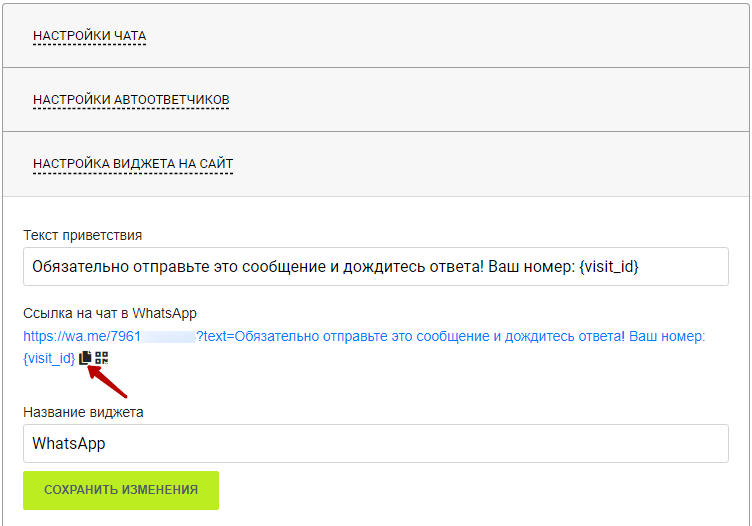 НАСТРОЙКИ ЧАТА
НАСТРОЙКИ АВТООТВЕТЧИКОВ
НАСТРОЙКА ВИДЖЕТА НА САЙТ
Текст приветствия
Обязательно отправьте это сообщение и дождитесь ответа! Ваш номер: {visit_id}
Ссылка на чат в WhatsApp
https://wa.me/7961 ?text=Обязательно отправьте это сообщение и дождитесь ответа! Ваш номер:
{visit_id}
Название виджета
WhatsApp
СОХРАНИТЬ ИЗМЕНЕНИЯ